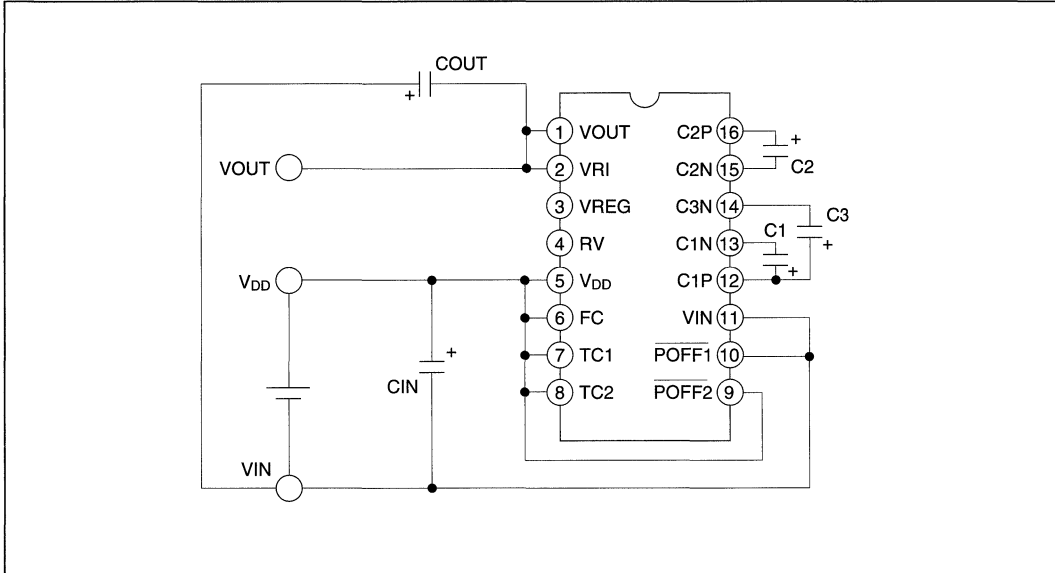 COUT
+
1 VOUT C2P 16
+
VOUT
2 VRI C2N 15
C2
3 VREG C3N 14
C3
4 RV C1N 13
C1
+
VDD
5 VDD C1P 12
+
6 FC VIN 11
7 TC1 POFF1 10
+
CIN
8 TC2 POFF2 9
VIN